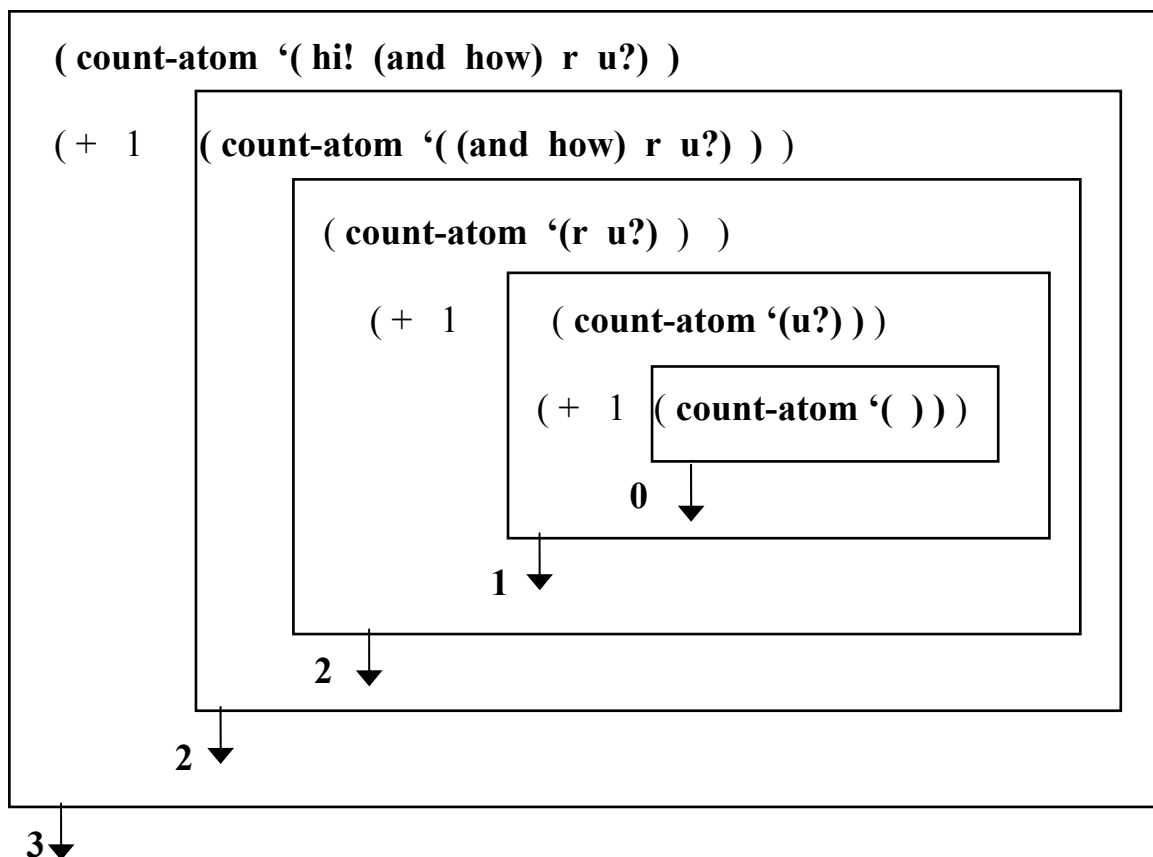 ( count-atom ‘( hi! (and how) r u?) )
( + 1 ( count-atom ‘( (and how) r u?) ) )
( count-atom ‘(r u?) ) )
( + 1 ( count-atom ‘(u?) ) )
( + 1 ( count-atom ‘( ) ) )
0
1
2
2
3